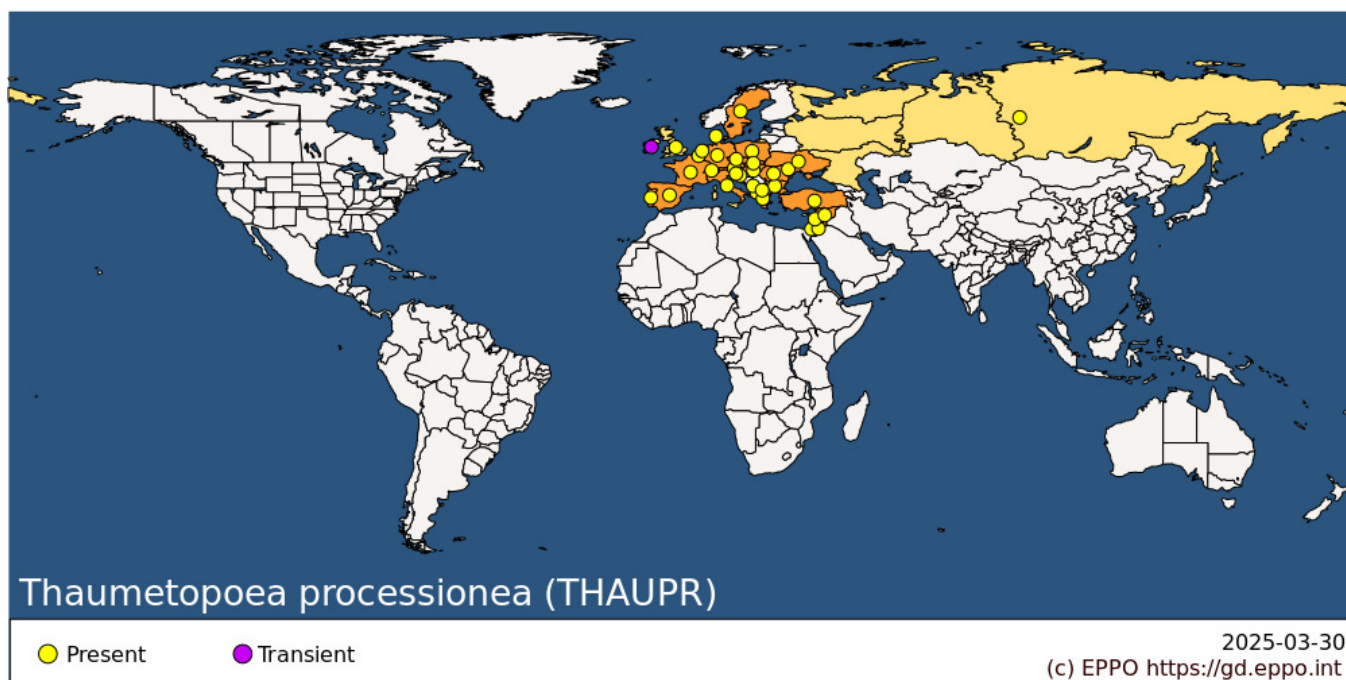 Thaumetopoea processionea (THAUPR)
Present
Transient
2025-03-30
(c) EPPO https://gd.eppo.int